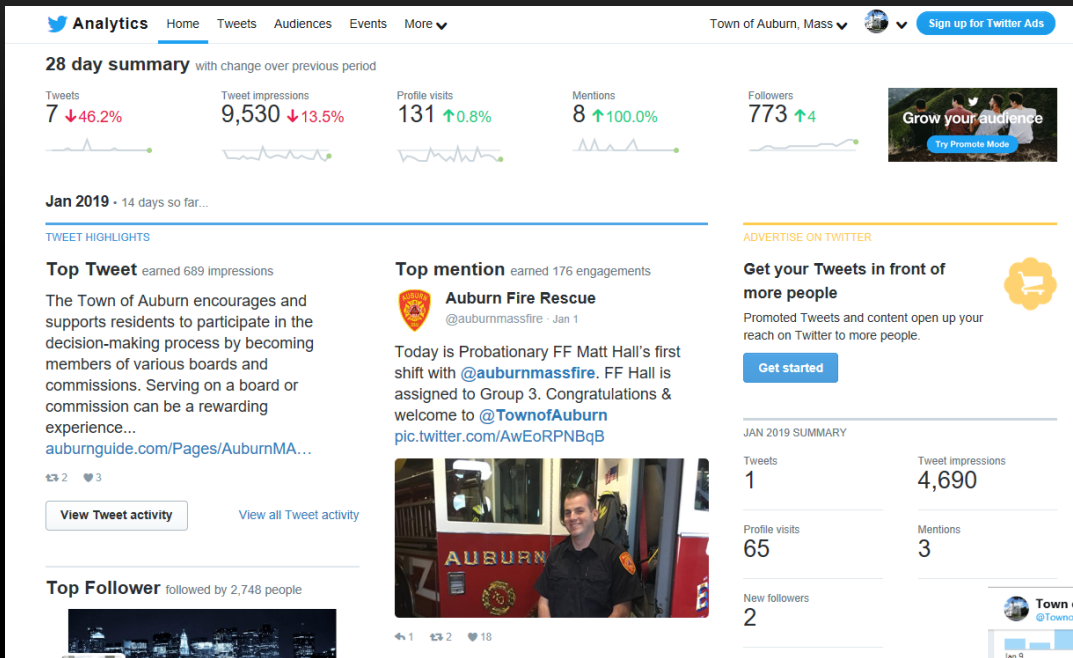 Analytics Home Tweets Audiences Events More Town of Auburn, Mass Sign up for Twitter Ads
28 day summary with change over previous period
Tweets
7 ↓46.2%
Tweet impressions
9,530 ↓13.5%
Profile visits
131 ↑0.8%
Mentions
8 ↑100.0%
Followers
773 ↑4
Grow your audience
Try Promote Mode
Jan 2019 • 14 days so far...
TWEET HIGHLIGHTS
Top Tweet earned 689 impressions
The Town of Auburn encourages and
supports residents to participate in the
decision-making process by becoming
members of various boards and
commissions. Serving on a board or
commission can be a rewarding
experience...
auburnguide.com/Pages/AuburnMA…
2 3
View Tweet activity View all Tweet activity
Top Follower followed by 2,748 people
Top mention earned 176 engagements
AUBURN
Auburn Fire Rescue
@auburnmassfire · Jan 1
Today is Probationary FF Matt Hall's first
shift with @auburnmassfire. FF Hall is
assigned to Group 3. Congratulations &
welcome to @TownofAuburn
pic.twitter.com/AwEoRPNBqB
AUBURN
1 2 18
ADVERTISE ON TWITTER
Get your Tweets in front of
more people
Promoted Tweets and content open up your
reach on Twitter to more people.
Get started
JAN 2019 SUMMARY
Tweets
1
Tweet impressions
4,690
Profile visits
65
Mentions
3
New followers
2
Town
@Towno
Jan 9